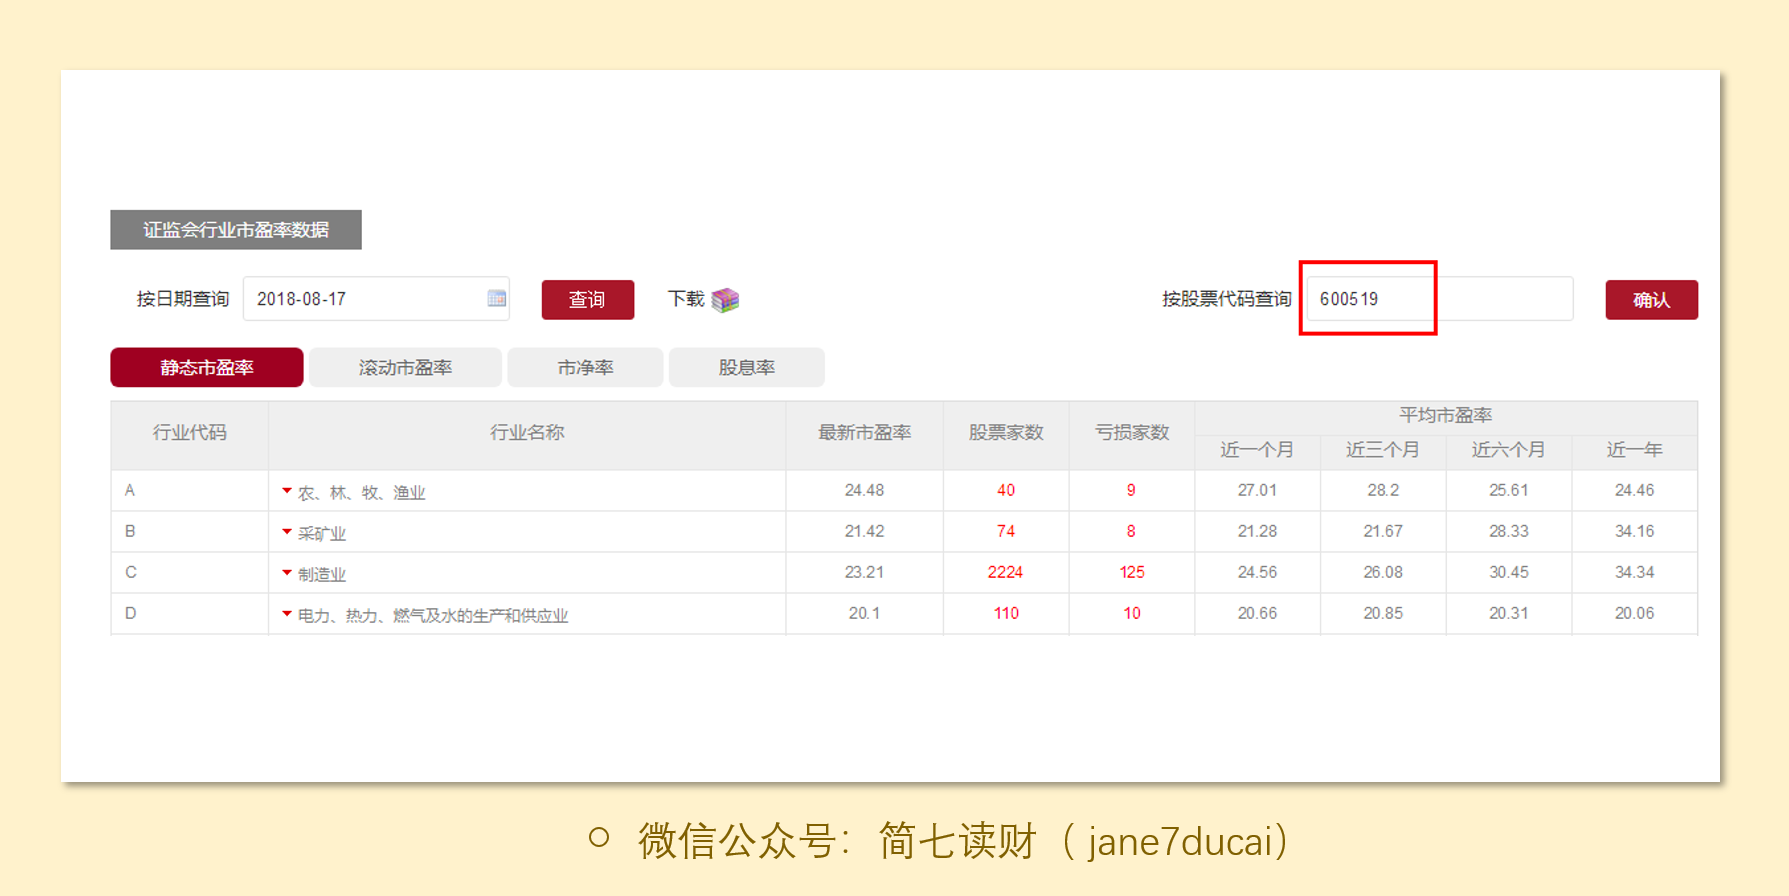 证监会行业市盈率数据
按日期查询 2018-08-17 查询 下载 按股票代码查询 600519 确认
静态市盈率 滚动市盈率 市净率 股息率
行业代码 行业名称 最新市盈率 股票家数 亏损家数 平均市盈率
近一个月 近三个月 近六个月 近一年
A 农、林、牧、渔业 24.48 40 9 27.01 28.2 25.61 24.46
B 采矿业 21.42 74 8 21.28 21.67 28.33 34.16
C 制造业 23.21 2224 125 24.56 26.08 30.45 34.34
D 电力、热力、燃气及水的生产和供应业 20.1 110 10 20.66 20.85 20.31 20.06
微信公众号：简七读财（jane7ducai）